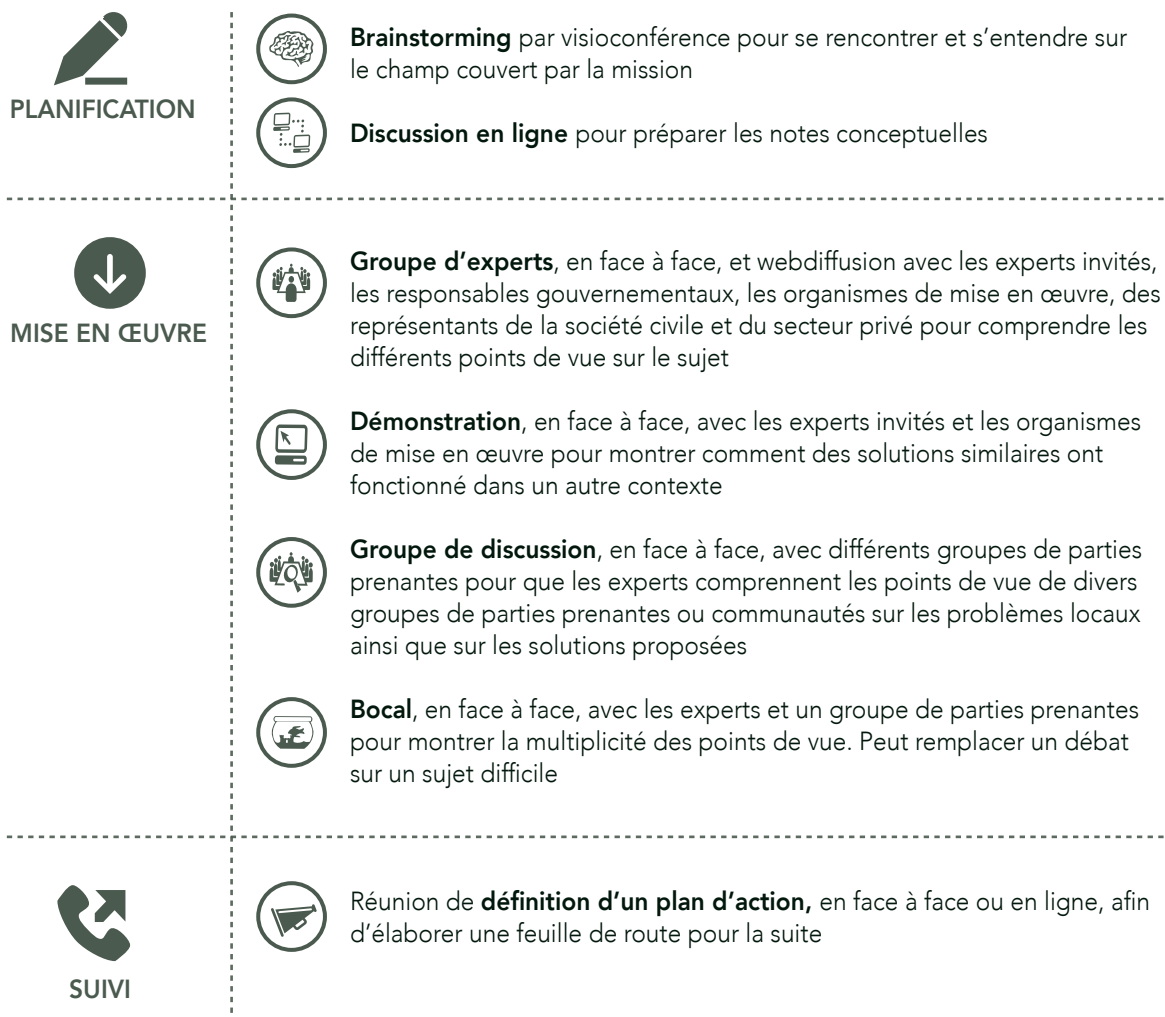 PLANIFICATION
Brainstorming par visioconférence pour se rencontrer et s’entendre sur
le champ couvert par la mission
Discussion en ligne pour préparer les notes conceptuelles
MISE EN ŒUVRE
Groupe d’experts, en face à face, et webdiffusion avec les experts invités,
les responsables gouvernementaux, les organismes de mise en œuvre, des
représentants de la société civile et du secteur privé pour comprendre les
différents points de vue sur le sujet
Démonstration, en face à face, avec les experts invités et les organismes
de mise en œuvre pour montrer comment des solutions similaires ont
fonctionné dans un autre contexte
Groupe de discussion, en face à face, avec différents groupes de parties
prenantes pour que les experts comprennent les points de vue de divers
groupes de parties prenantes ou communautés sur les problèmes locaux
ainsi que sur les solutions proposées
Bocal, en face à face, avec les experts et un groupe de parties prenantes
pour montrer la multiplicité des points de vue. Peut remplacer un débat
sur un sujet difficile
SUIVI
Réunion de définition d’un plan d’action, en face à face ou en ligne, afin
d’élaborer une feuille de route pour la suite